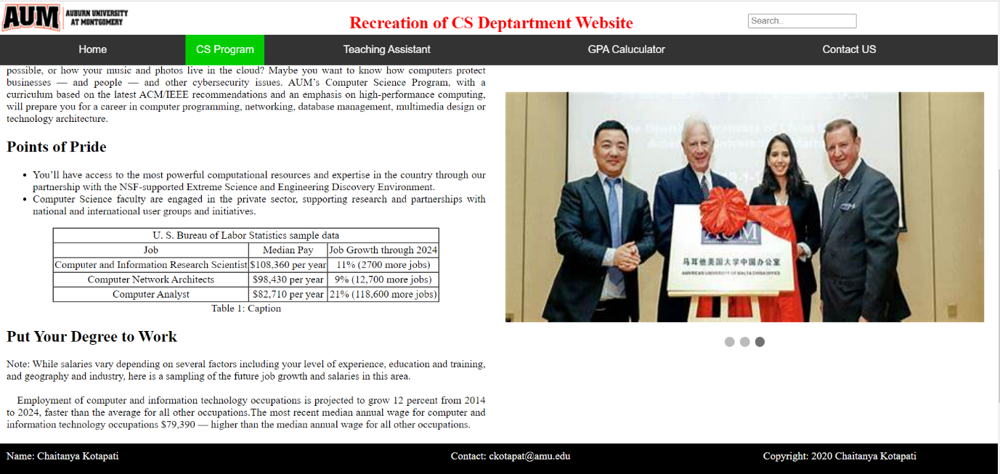 AUM AUBURN UNIVERSITY
AT MONTGOMERY
Recreation of CS Deptartment Website
Search..
Home CS Program Teaching Assistant GPA Caluculator Contact US
possible, or how your music and photos live in the cloud? Maybe you want to know how computers protect
businesses — and people — and other cybersecurity issues. AUM’s Computer Science Program, with a
curriculum based on the latest ACM/IEEE recommendations and an emphasis on high-performance computing,
will prepare you for a career in computer programming, networking, database management, multimedia design or
technology architecture.
Points of Pride
• You’ll have access to the most powerful computational resources and expertise in the country through our
partnership with the NSF-supported Extreme Science and Engineering Discovery Environment.
• Computer Science faculty are engaged in the private sector, supporting research and partnerships with
national and international user groups and initiatives.
U. S. Bureau of Labor Statistics sample data
Job Median Pay Job Growth through 2024
Computer and Information Research Scientist $108,360 per year 11% (2700 more jobs)
Computer Network Architects $98,430 per year 9% (12,700 more jobs)
Computer Analyst $82,710 per year 21% (118,600 more jobs)
Table 1: Caption
Put Your Degree to Work
Note: While salaries vary depending on several factors including your level of experience, education and training,
and geography and industry, here is a sampling of the future job growth and salaries in this area.
Employment of computer and information technology occupations is projected to grow 12 percent from 2014
to 2024, faster than the average for all other occupations.The most recent median annual wage for computer and
information technology occupations $79,390 — higher than the median annual wage for all other occupations.
AUM
马耳他美国大学中国办公室
AMERICAN UNIVERSITY OF MALTA CHINA OFFICE
Name: Chaitanya Kotapati Contact: ckotapat@amu.edu Copyright: 2020 Chaitanya Kotapati